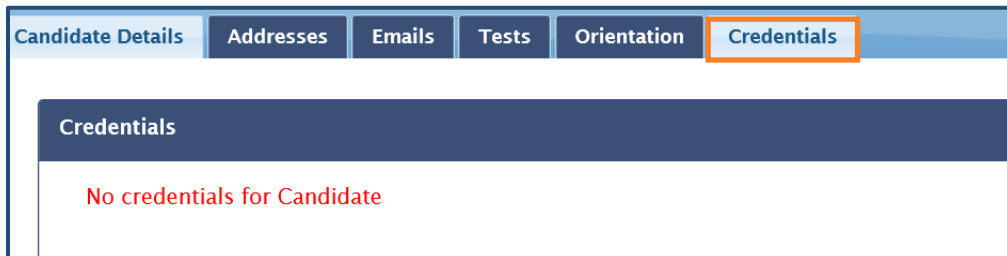 Candidate Details Addresses Emails Tests Orientation Credentials
Credentials
No credentials for Candidate